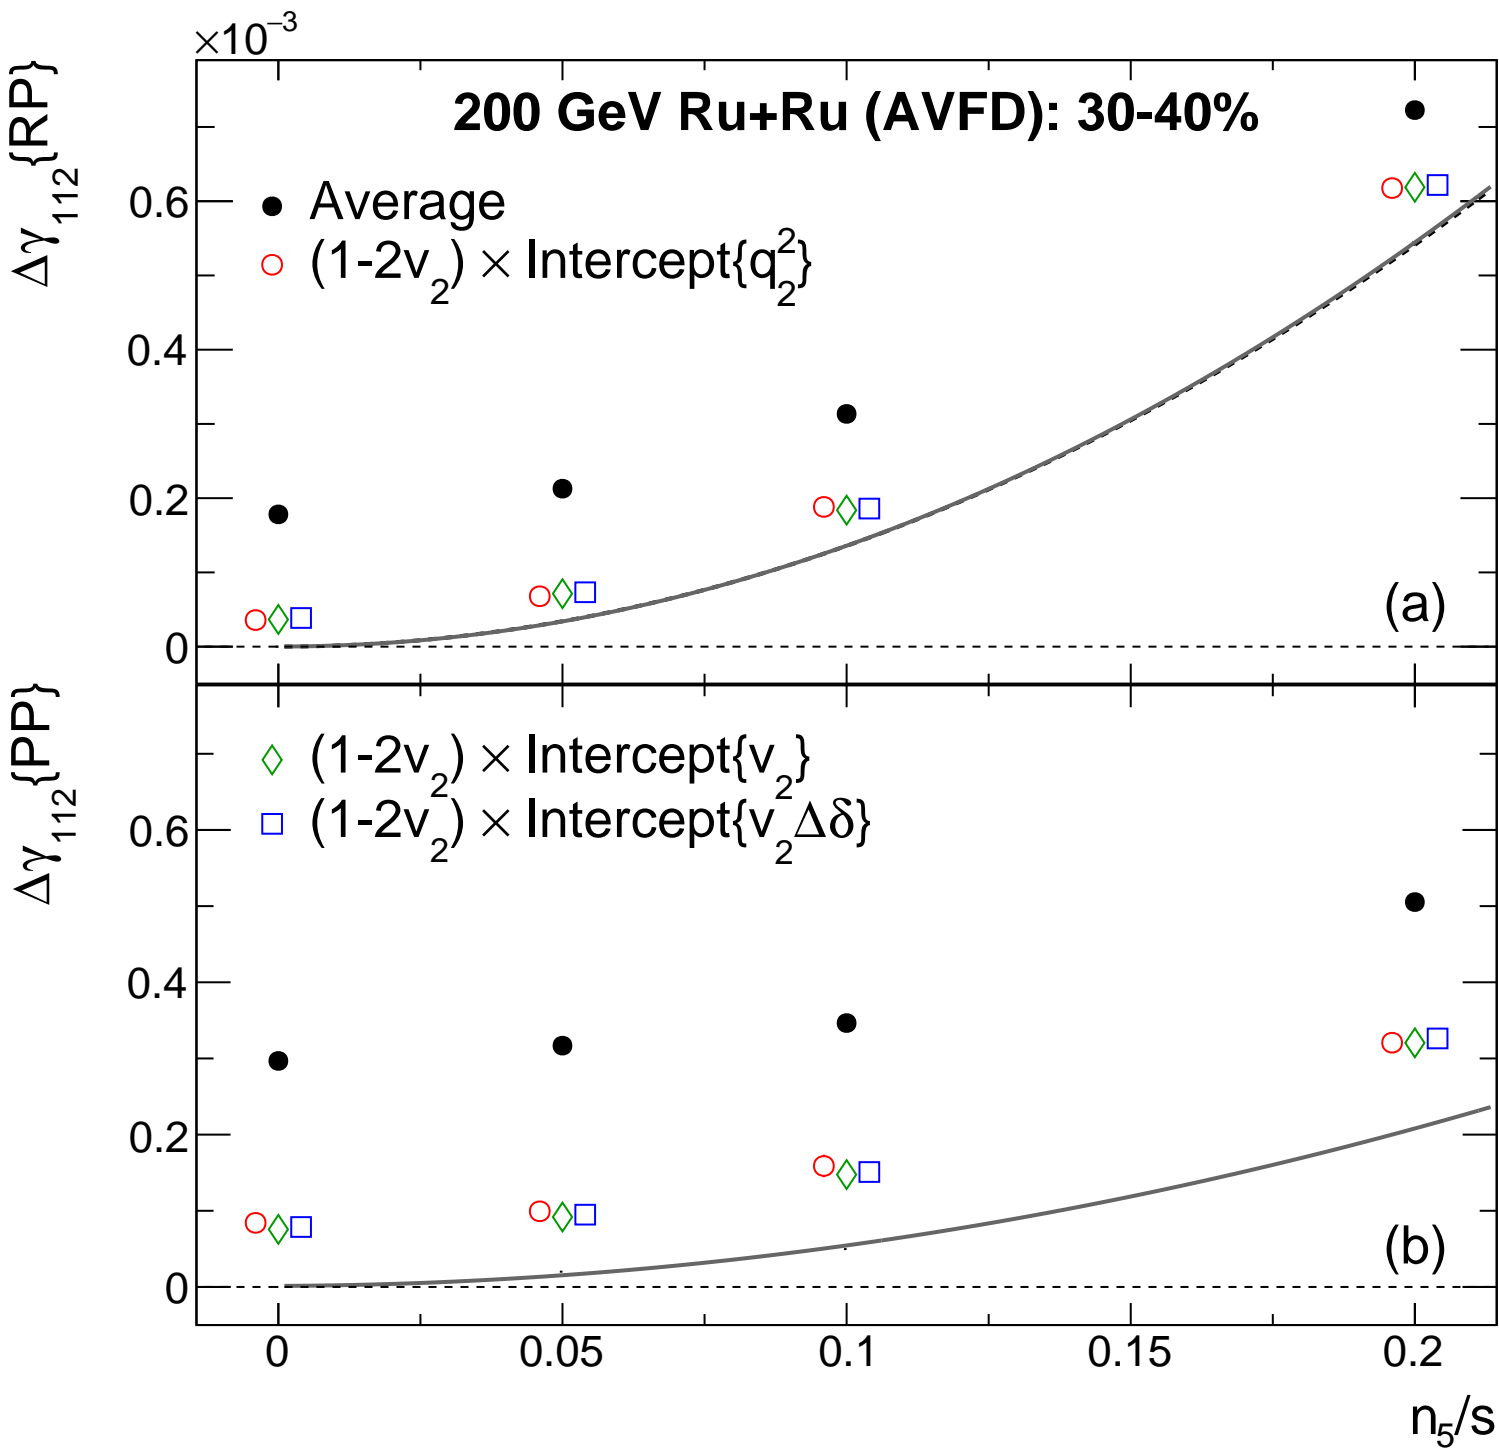 ×10⁻³
Δγ₁₁₂{RP}
200 GeV Ru+Ru (AVFD): 30-40%
Average
(1-2v₂) × Intercept{q₂²}
0.6
0.4
0.2
0
(a)
Δγ₁₁₂{PP}
(1-2v₂) × Intercept{v₂}
(1-2v₂) × Intercept{v₂Δδ}
0.6
0.4
0.2
0
(b)
0 0.05 0.1 0.15 0.2
n₅/s